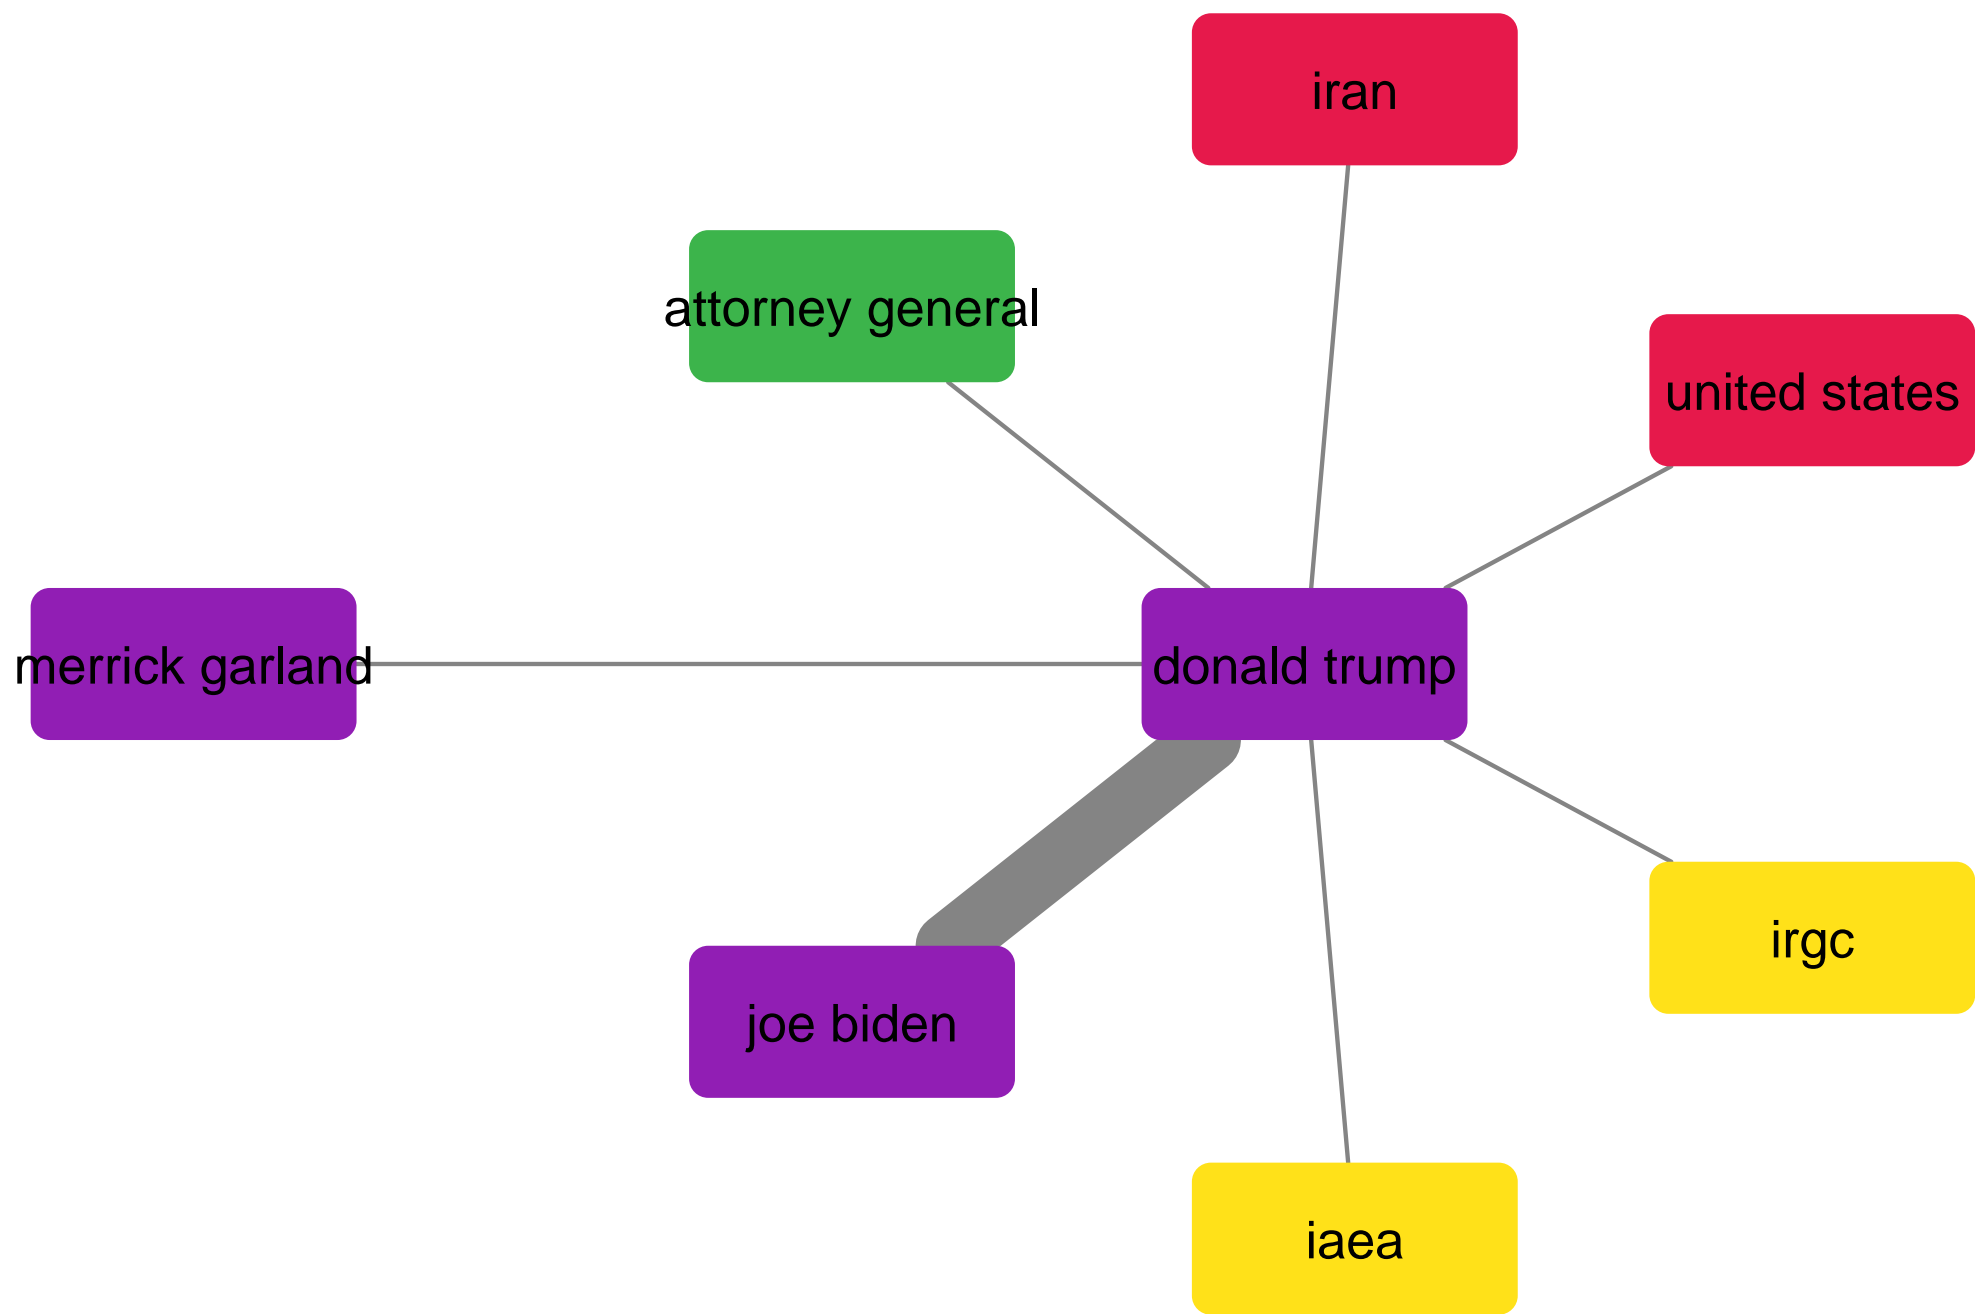 iran
attorney general
united states
merrick garland
donald trump
irgc
joe biden
iaea